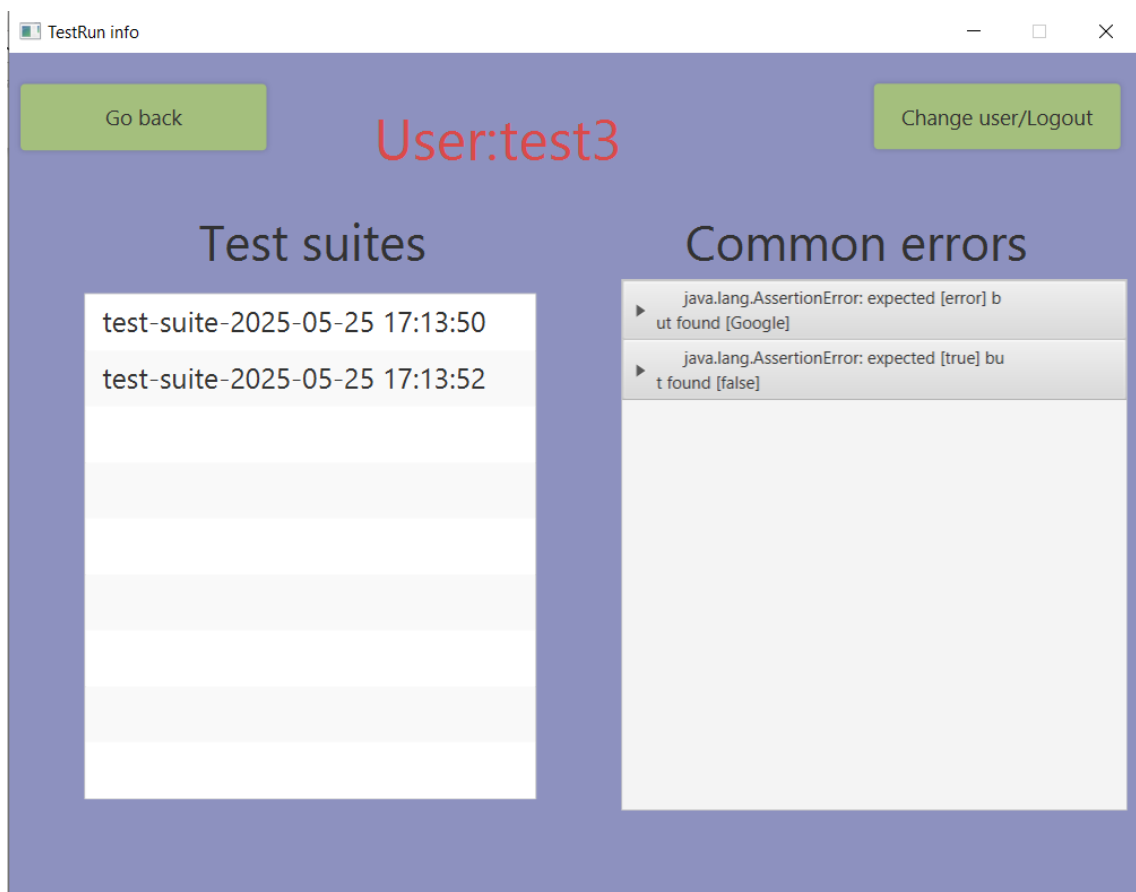 TestRun info
Go back
User:test3
Change user/Logout
Test suites
test-suite-2025-05-25 17:13:50
test-suite-2025-05-25 17:13:52
Common errors
java.lang.AssertionError: expected [error] b
ut found [Google]
java.lang.AssertionError: expected [true] bu
t found [false]